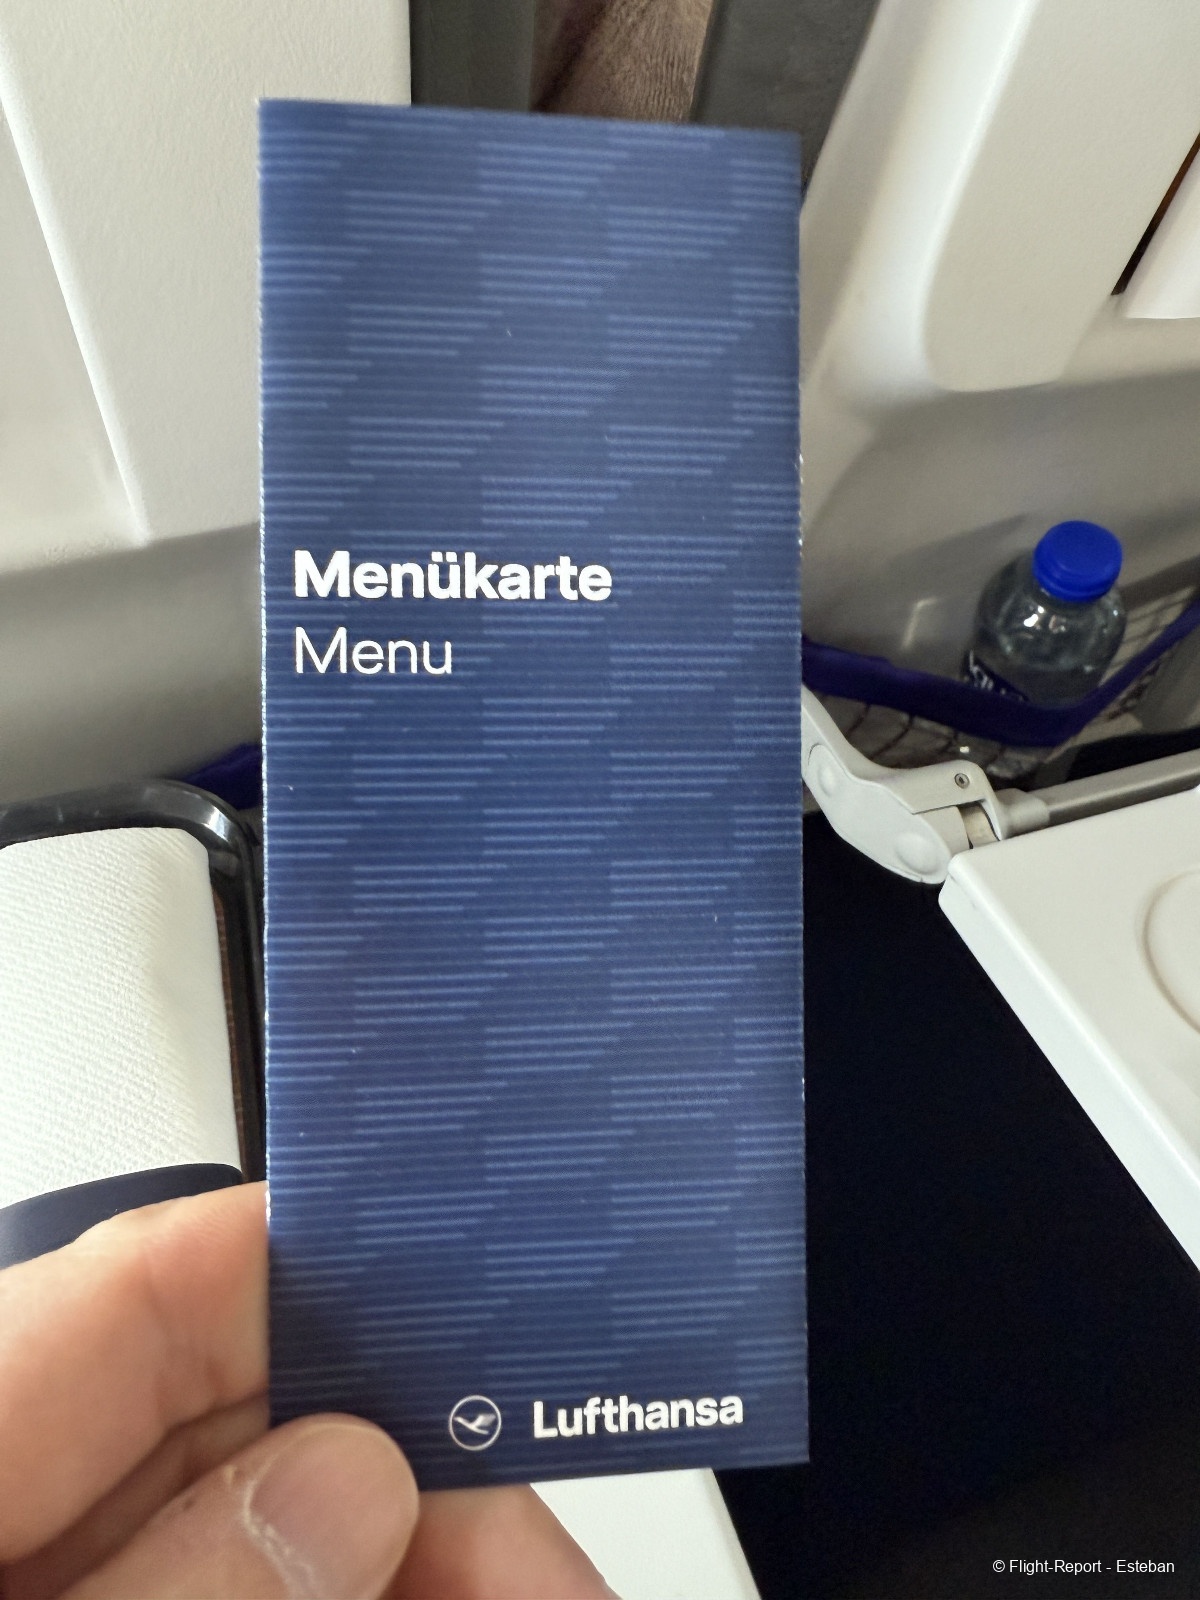 Menükarte
Menu
Lufthansa
© Flight-Report - Esteban